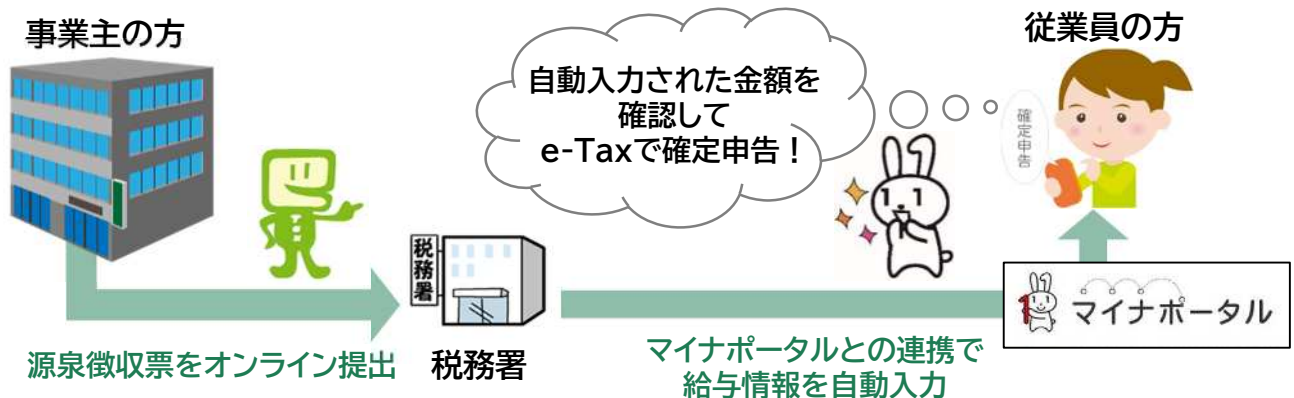 事業主の方
従業員の方
自動入力された金額を
確認して
e-Taxで確定申告！
確定申告
税務署
マイナポータル
源泉徴収票をオンライン提出
税務署
マイナポータルとの連携で
給与情報を自動入力